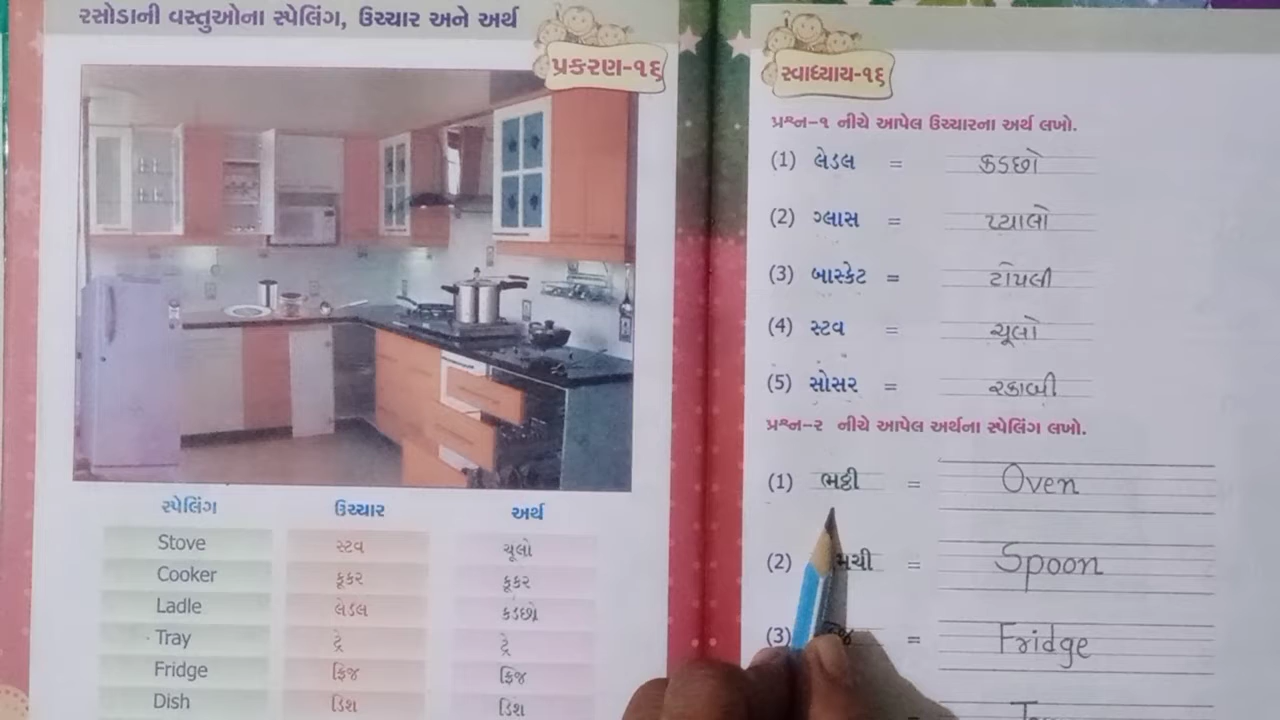 રસોડાની વસ્તુઓના સ્પેલિંગ, ઉચ્ચાર અને અર્થ
પ્રકરણ-૧૬
સ્પેલિંગ ઉચ્ચાર અર્થ
Stove સ્ટવ ચૂલો
Cooker કૂકર કૂકર
Ladle લેડલ કડછો
Tray ટ્રે ટ્રે
Fridge ફ્રિજ ફ્રિજ
Dish ડિશ ડિશ
સ્વાધ્યાય-૧૬
પ્રશ્ન-૧ નીચે આપેલ ઉચ્ચારના અર્થ લખો.
(1) લેડલ = કડછો
(2) ગ્લાસ = પ્યાલો
(3) બાસ્કેટ = ટોપલી
(4) સ્ટવ = ચૂલો
(5) સોસર = રકાબી
પ્રશ્ન-૨ નીચે આપેલ અર્થના સ્પેલિંગ લખો.
(1) ભઠ્ઠી = Oven
(2) = Spoon
(3) = Fridge
=